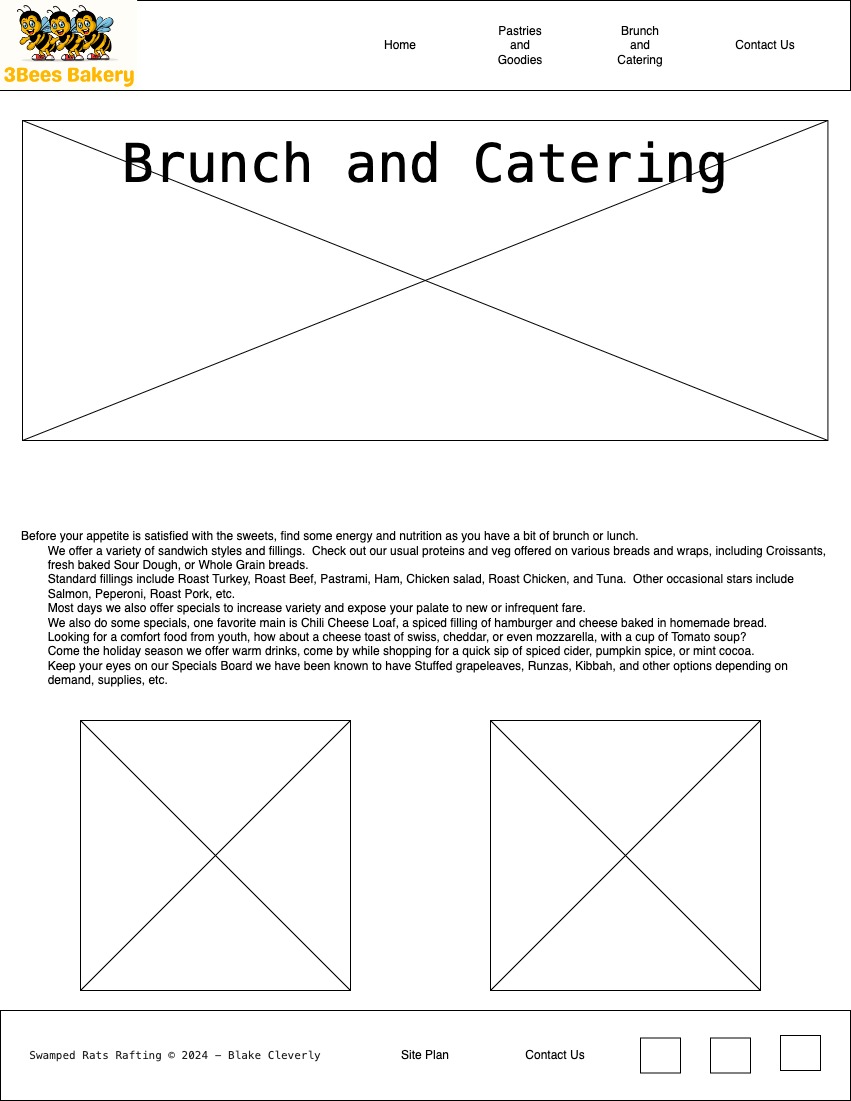 3Bees Bakery
Home
Pastries
and
Goodies
Brunch
and
Catering
Contact Us
Brunch and Catering
Before your appetite is satisfied with the sweets, find some energy and nutrition as you have a bit of brunch or lunch.
We offer a variety of sandwich styles and fillings.  Check out our usual proteins and veg offered on various breads and wraps, including Croissants,
fresh baked Sour Dough, or Whole Grain breads.
Standard fillings include Roast Turkey, Roast Beef, Pastrami, Ham, Chicken salad, Roast Chicken, and Tuna.  Other occasional stars include
Salmon, Peperoni, Roast Pork, etc.
Most days we also offer specials to increase variety and expose your palate to new or infrequent fare.
We also do some specials, one favorite main is Chili Cheese Loaf, a spiced filling of hamburger and cheese baked in homemade bread.
Looking for a comfort food from youth, how about a cheese toast of swiss, cheddar, or even mozzarella, with a cup of Tomato soup?
Come the holiday season we offer warm drinks, come by while shopping for a quick sip of spiced cider, pumpkin spice, or mint cocoa.
Keep your eyes on our Specials Board we have been known to have Stuffed grapeleaves, Runzas, Kibbah, and other options depending on
demand, supplies, etc.
Swamped Rats Rafting © 2024 – Blake Cleverly
Site Plan
Contact Us